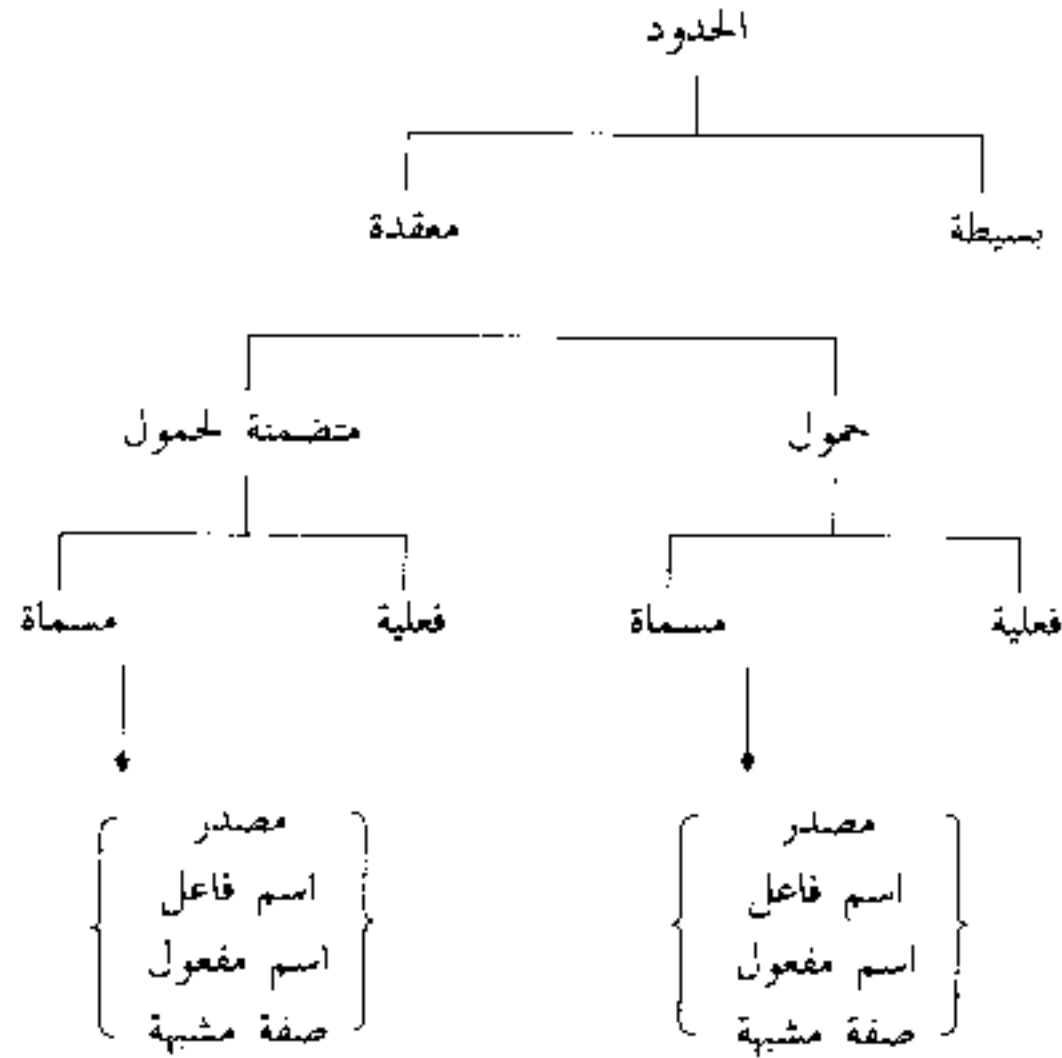 الحدود
بسيطة
معقدة
حمول
متضمنة لحمول
فعلية
مسماة
فعلية
مسماة
مصدر
اسم فاعل
اسم مفعول
صفة مشبهة
مصدر
اسم فاعل
اسم مفعول
صفة مشبهة